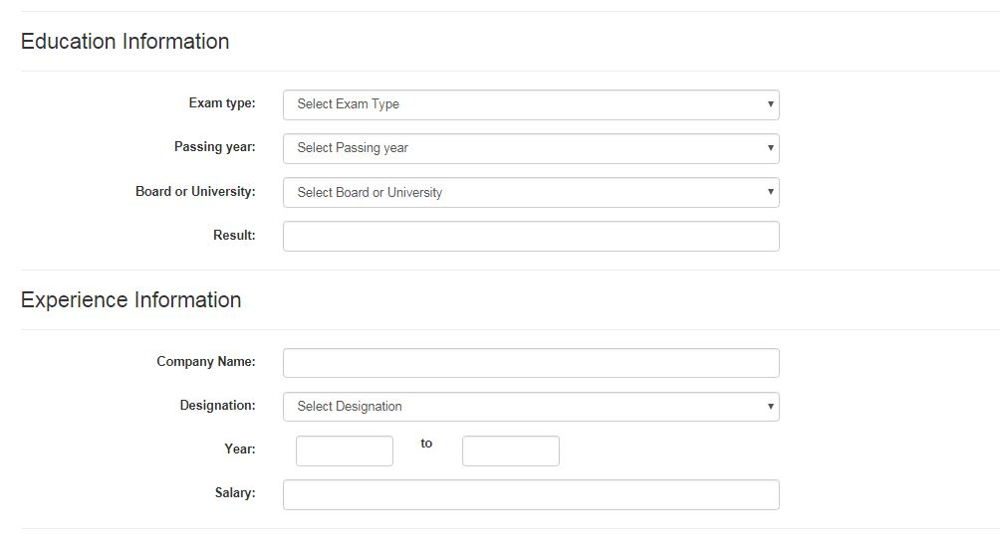 Education Information
Exam type: Select Exam Type
Passing year: Select Passing year
Board or University: Select Board or University
Result:
Experience Information
Company Name:
Designation: Select Designation
Year: to
Salary: